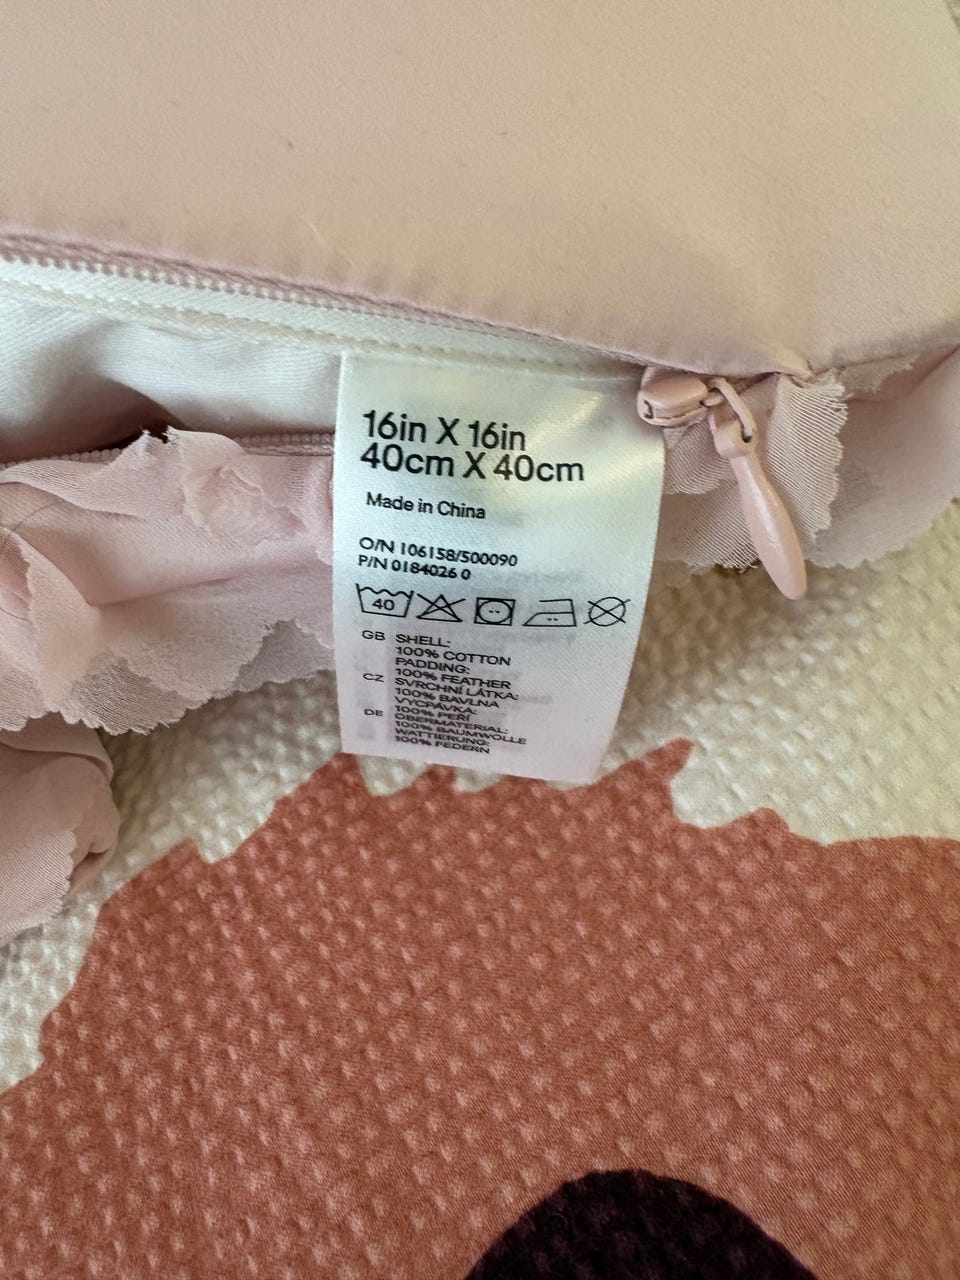 16in X 16in
40cm X 40cm
Made in China
O/N 106158/500090
P/N 0184026 0
40
GB SHELL:
100% COTTON
PADDING:
100% FEATHER
CZ SVRCHNÍ LÁTKA:
100% BAVLNA
VÝCPÁVKA:
100% PEŘÍ
DE OBERMATERIAL:
100% BAUMWOLLE
WATTIERUNG:
100% FEDERN